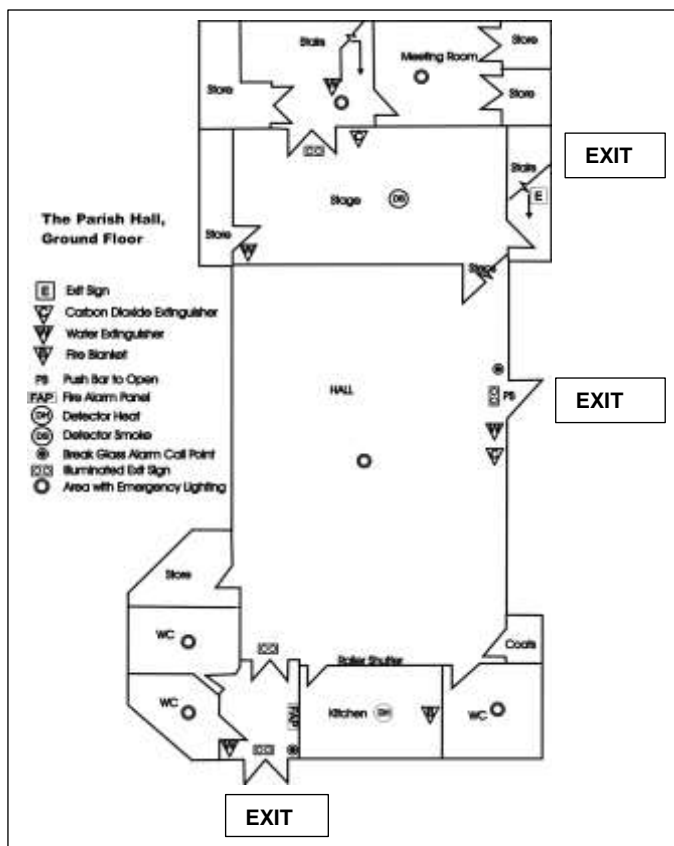 Stairs
Meeting Room
Store
Store
Store
W
C
Stairs
EXIT
E
Stage
DS
The Parish Hall,
Ground Floor
Store
W
Stage
E Exit Sign
C Carbon Dioxide Extinguisher
W Water Extinguisher
B Fire Blanket
PB Push Bar to Open
FAP Fire Alarm Panel
DH Detector Heat
DS Detector Smoke
Break Glass Alarm Call Point
Illuminated Exit Sign
Area with Emergency Lighting
HALL
PB
EXIT
W
C
Store
WC
Roller Shutter
Coats
WC
FAP
Kitchen
DH
B
WC
W
EXIT